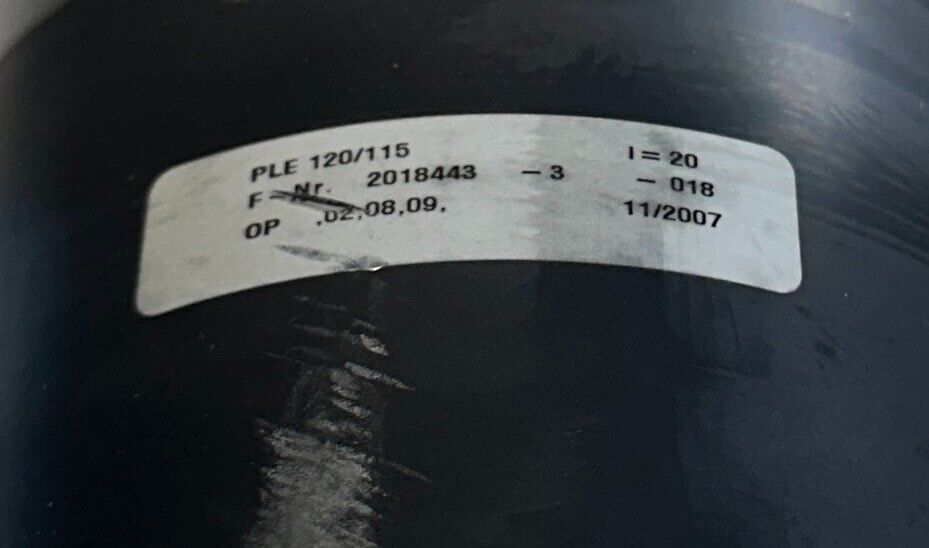 PLE 120/115 I = 20
F-Nr. 2018443 - 3 - 018
OP .02,08,09. 11/2007